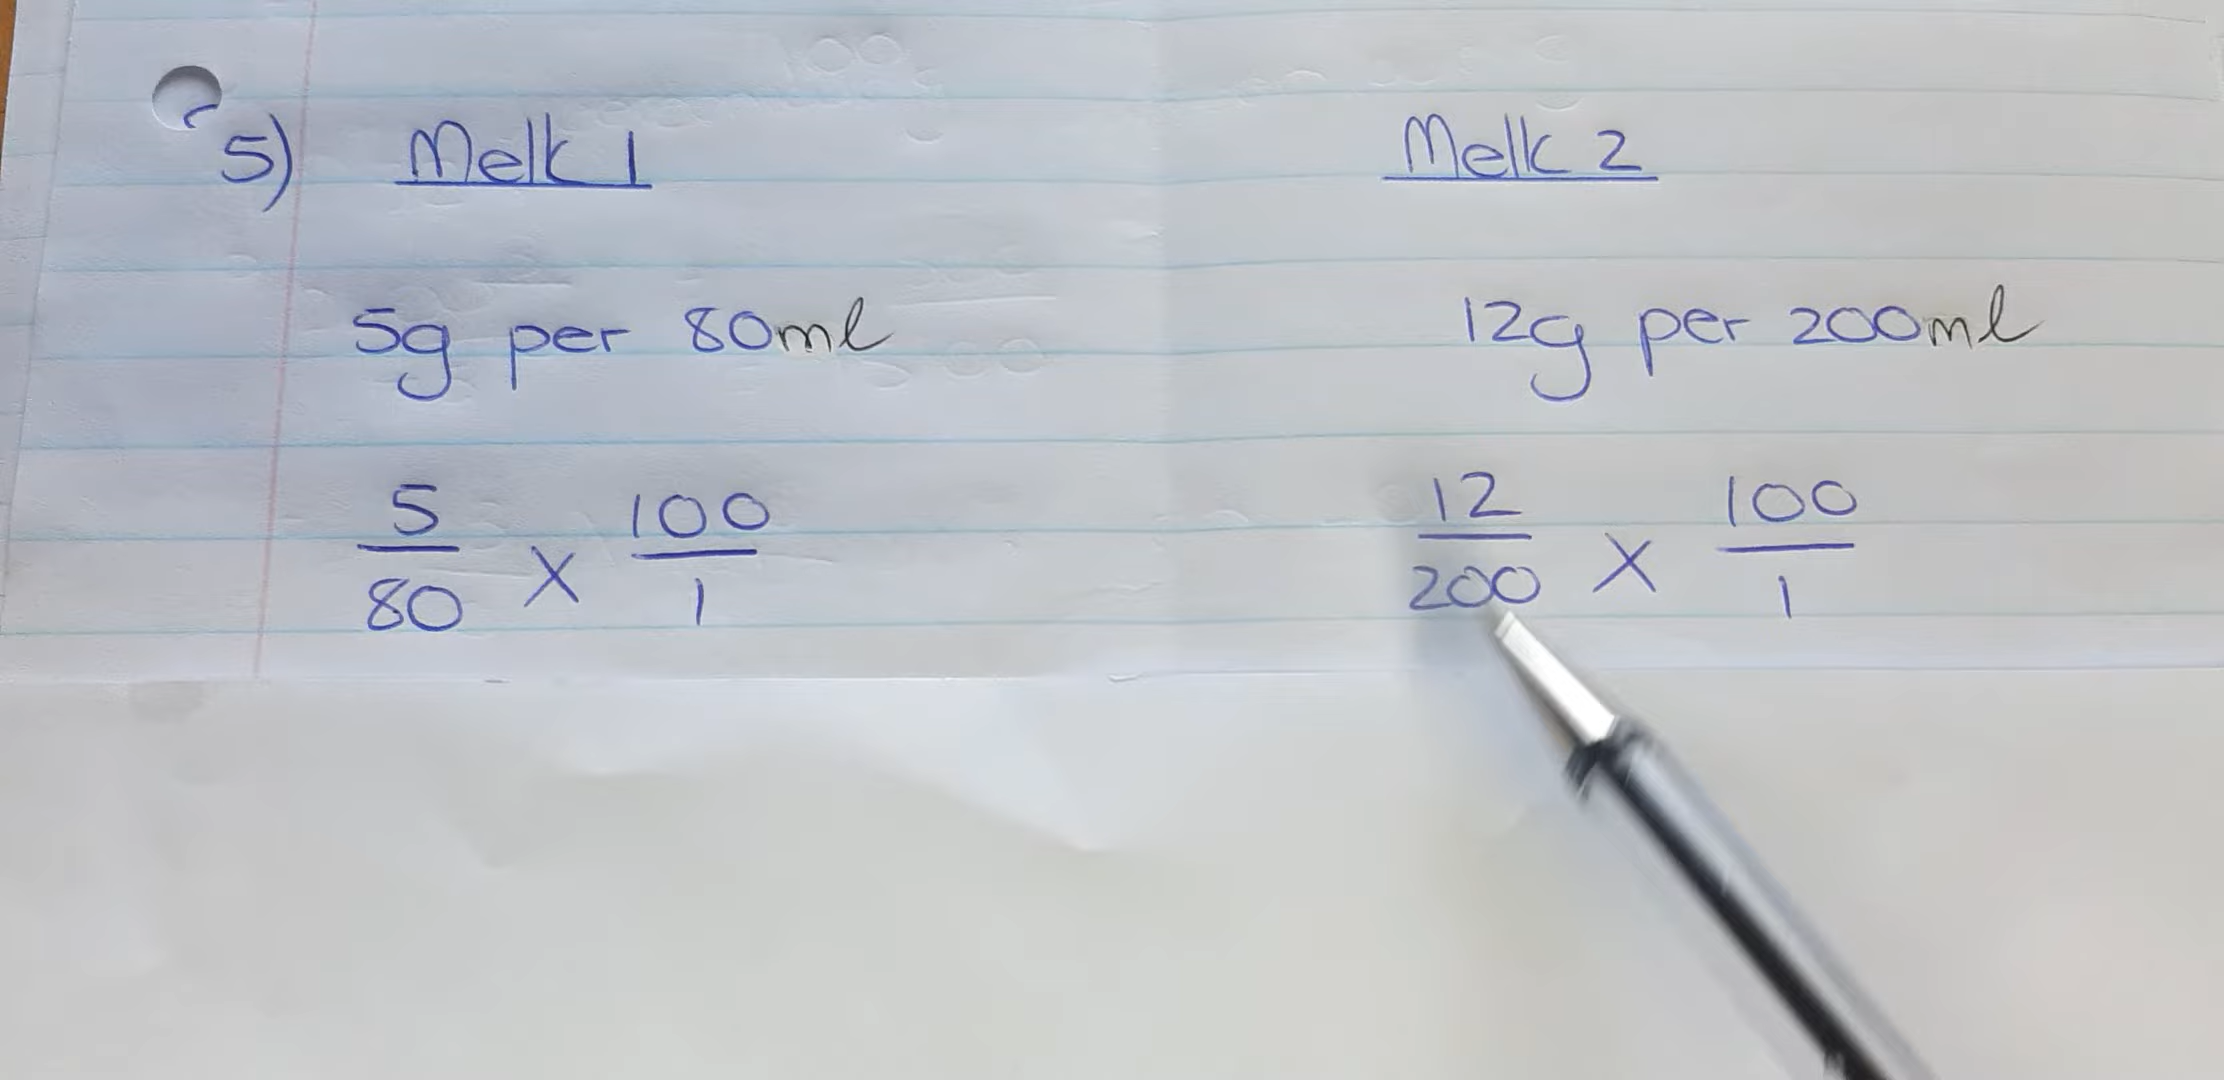 5) Melk 1 Melk 2
5g per 80ml 12g per 200ml
5/80 x 100/1 12/200 x 100/1